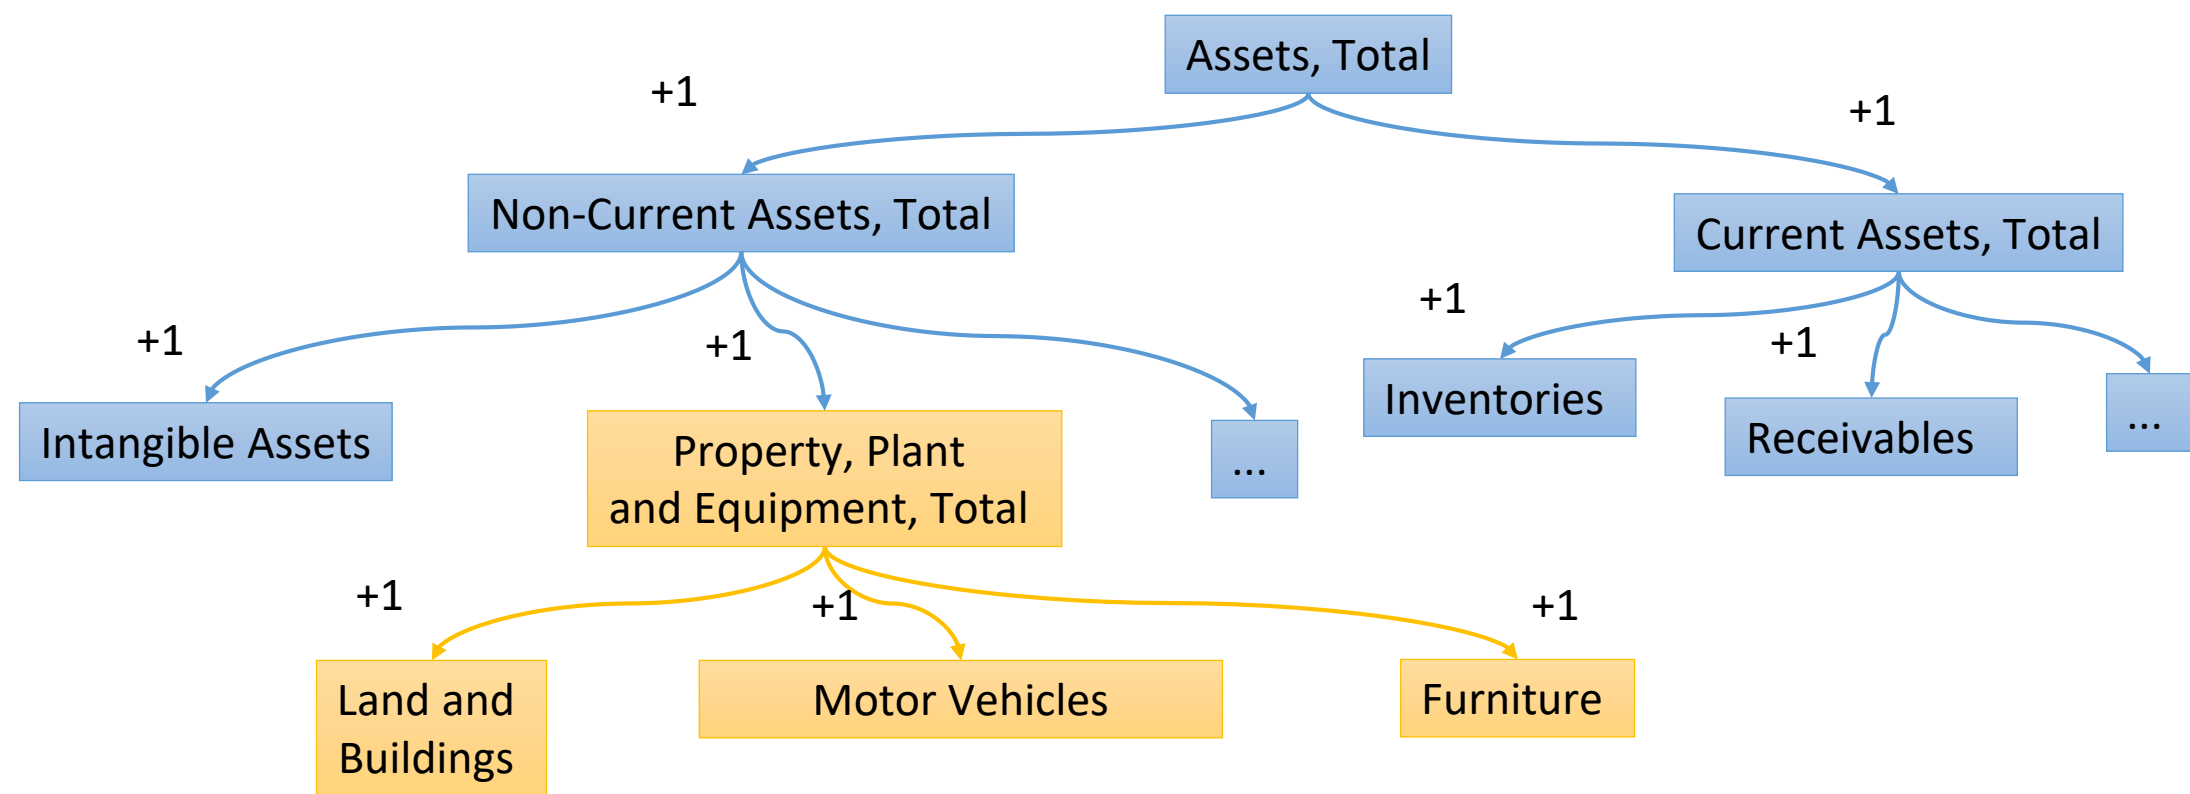 Assets, Total
+1
+1
Non-Current Assets, Total
Current Assets, Total
+1
+1
+1
+1
Inventories
Receivables
...
Intangible Assets
Property, Plant
and Equipment, Total
...
+1
+1
+1
Land and
Buildings
Motor Vehicles
Furniture